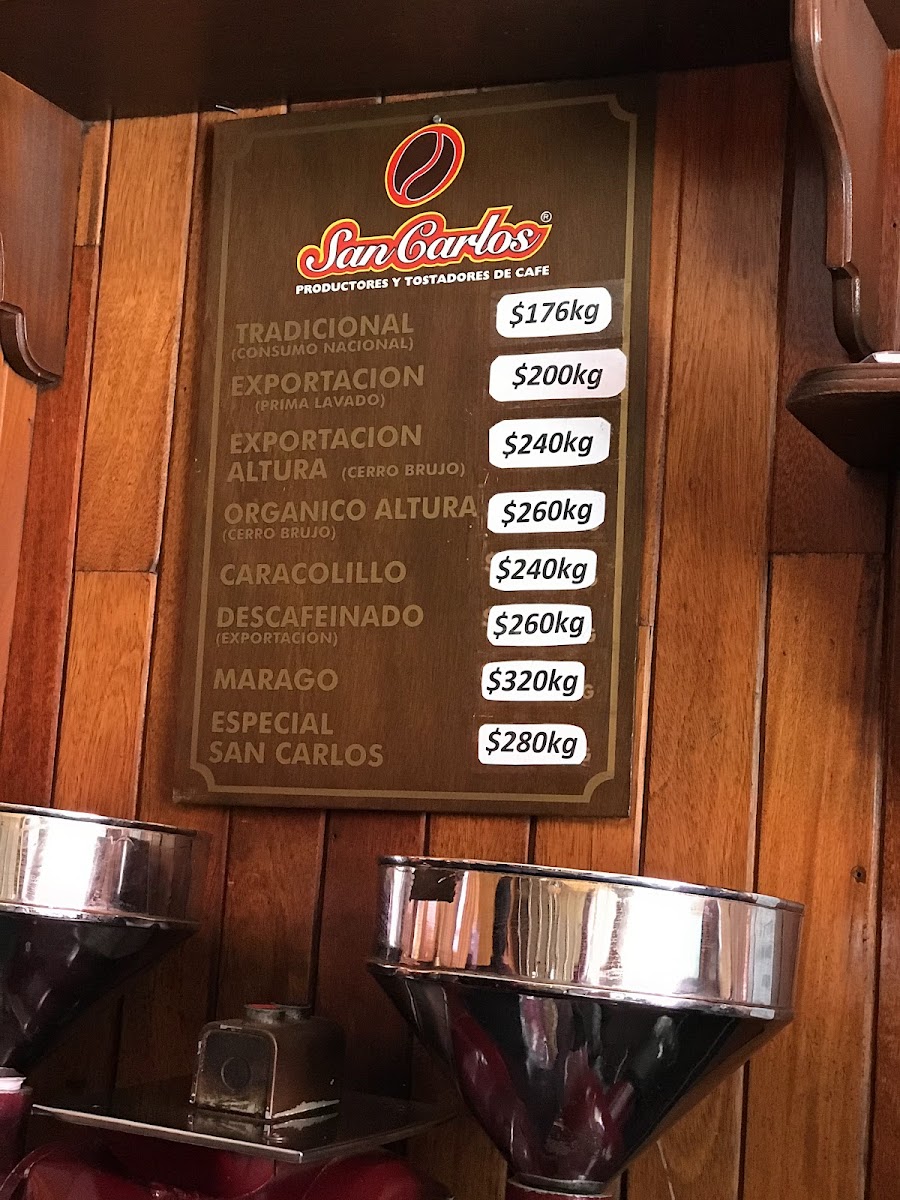 San Carlos ®
PRODUCTORES Y TOSTADORES DE CAFE
TRADICIONAL $176kg
(CONSUMO NACIONAL)
EXPORTACION $200kg
(PRIMA LAVADO)
EXPORTACION $240kg
ALTURA (CERRO BRUJO)
ORGANICO ALTURA $260kg
(CERRO BRUJO)
CARACOLILLO $240kg
DESCAFEINADO $260kg
(EXPORTACION)
MARAGO $320kg
ESPECIAL $280kg
SAN CARLOS